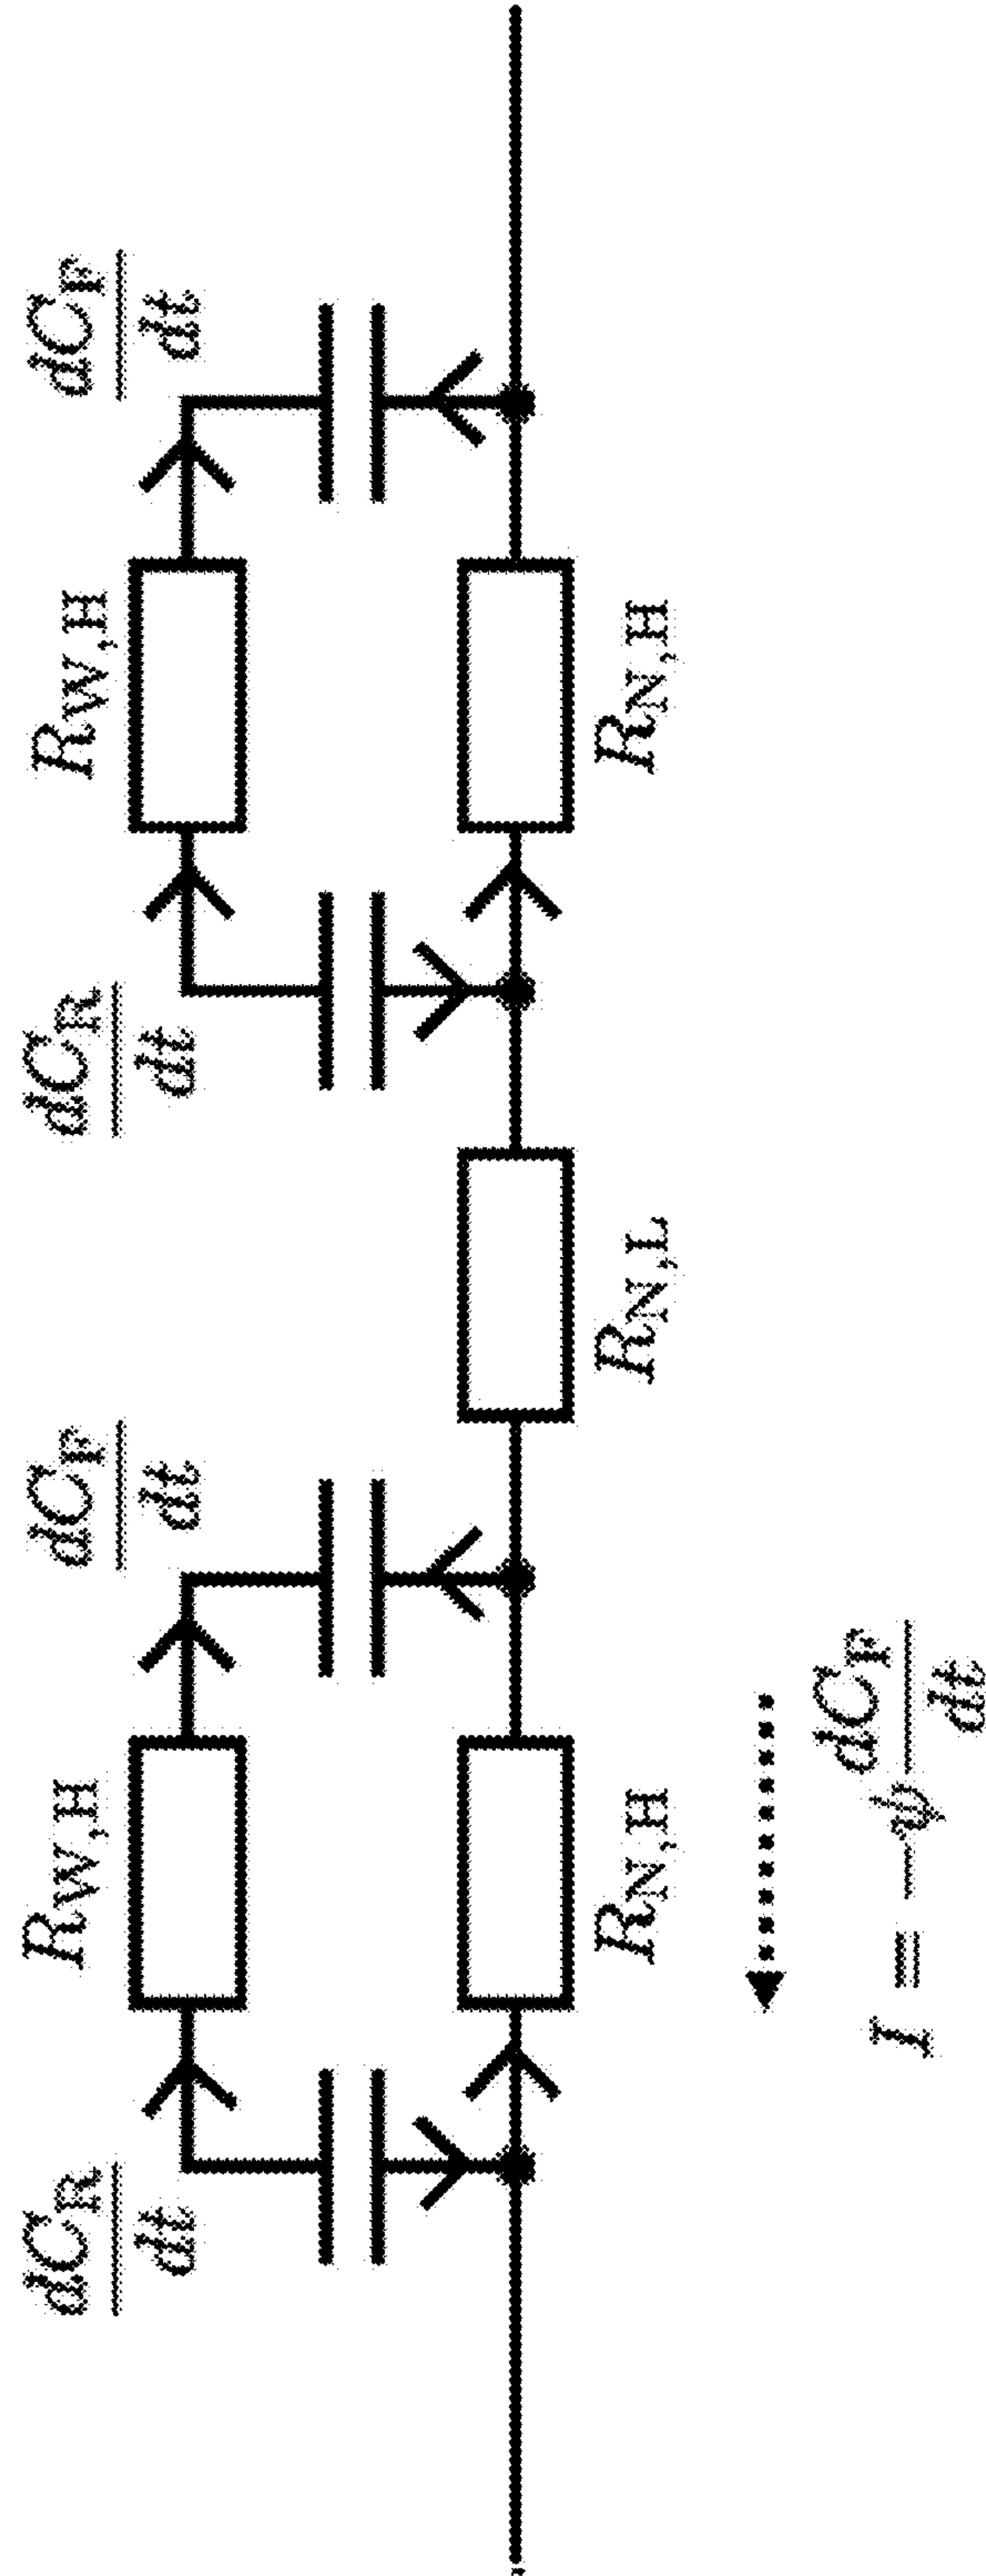 dC_R/dt
R_W,H
dC_F/dt
dC_R/dt
R_W,H
dC_F/dt
R_N,H
R_N,L
R_N,H
I = −ψ dC_F/dt